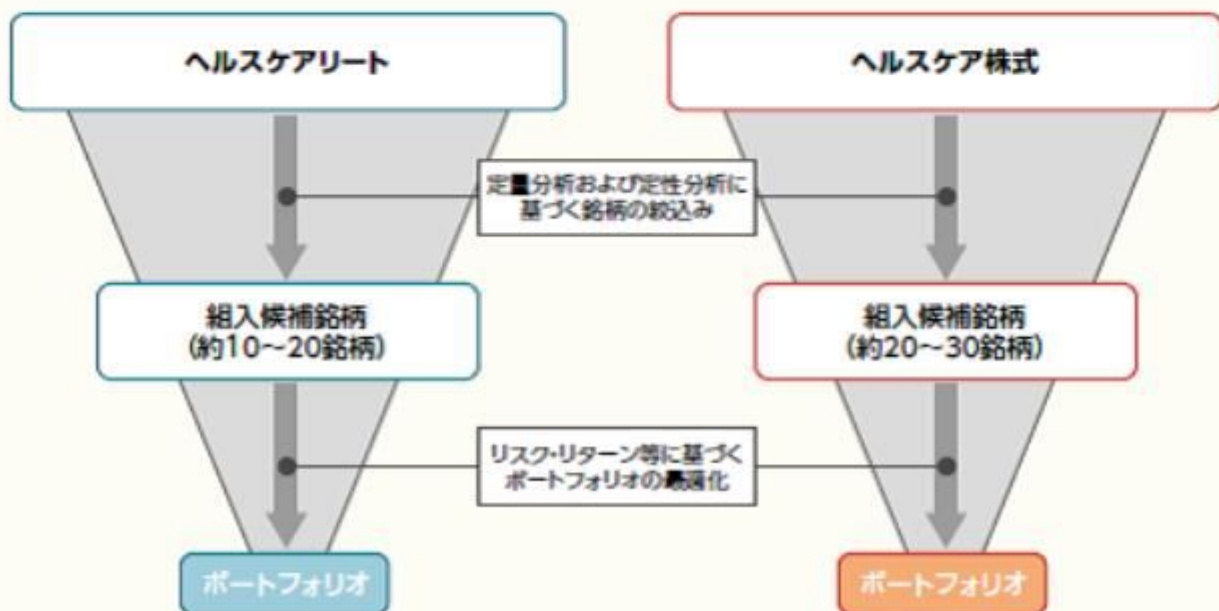 ヘルスケアリート
ヘルスケア株式
定量分析および定性分析に
基づく銘柄の絞込み
組入候補銘柄
(約10～20銘柄)
組入候補銘柄
(約20～30銘柄)
リスク・リターン等に基づく
ポートフォリオの最適化
ポートフォリオ
ポートフォリオ